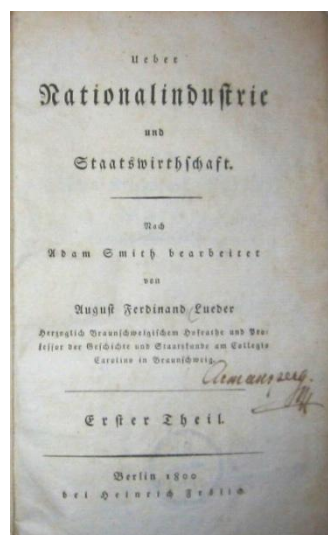 Ueber
Nationalindustrie
und
Staatswirthschaft.
Nach
Adam Smith bearbeitet
von
August Ferdinand Lueder
Herzoglich Braunschweigischem Hofrathe und Pro-
fessor der Geschichte und Staatskunde am Collegio
Carolino in Braunschweig.
Armansperg
Erster Theil.
Berlin 1800
bei Heinrich Frölich